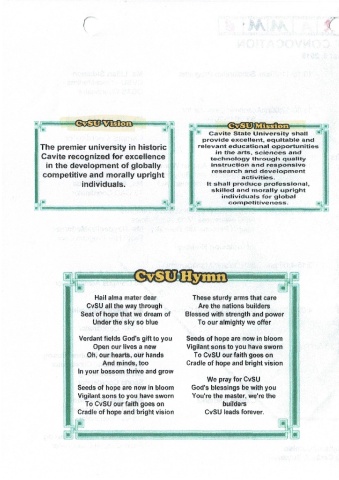 CvSU Vision
The premier university in historic
Cavite recognized for excellence
in the development of globally
competitive and morally upright
individuals.
CvSU Mission
Cavite State University shall
provide excellent, equitable and
relevant educational opportunities
in the arts, sciences and
technology through quality
instruction and responsive
research and development
activities.
It shall produce professional,
skilled and morally upright
individuals for global
competitiveness.
CvSU Hymn
Hail alma mater dear
CvSU all the way through
Seat of hope that we dream of
Under the sky so blue
Verdant fields God's gift to you
Open our lives a new
Oh, our hearts, our hands
And minds, too
In your bossom thrive and grow
Seeds of hope are now in bloom
Vigilant sons to you have sworn
To CvSU our faith goes on
Cradle of hope and bright vision
These sturdy arms that care
Are the nations builders
Blessed with strength and power
To our almighty we offer
Seeds of hope are now in bloom
Vigilant sons to you have sworn
To CvSU our faith goes on
Cradle of hope and bright vision
We pray for CvSU
God's blessings be with you
You're the master, we're the
builders
CvSU leads forever.